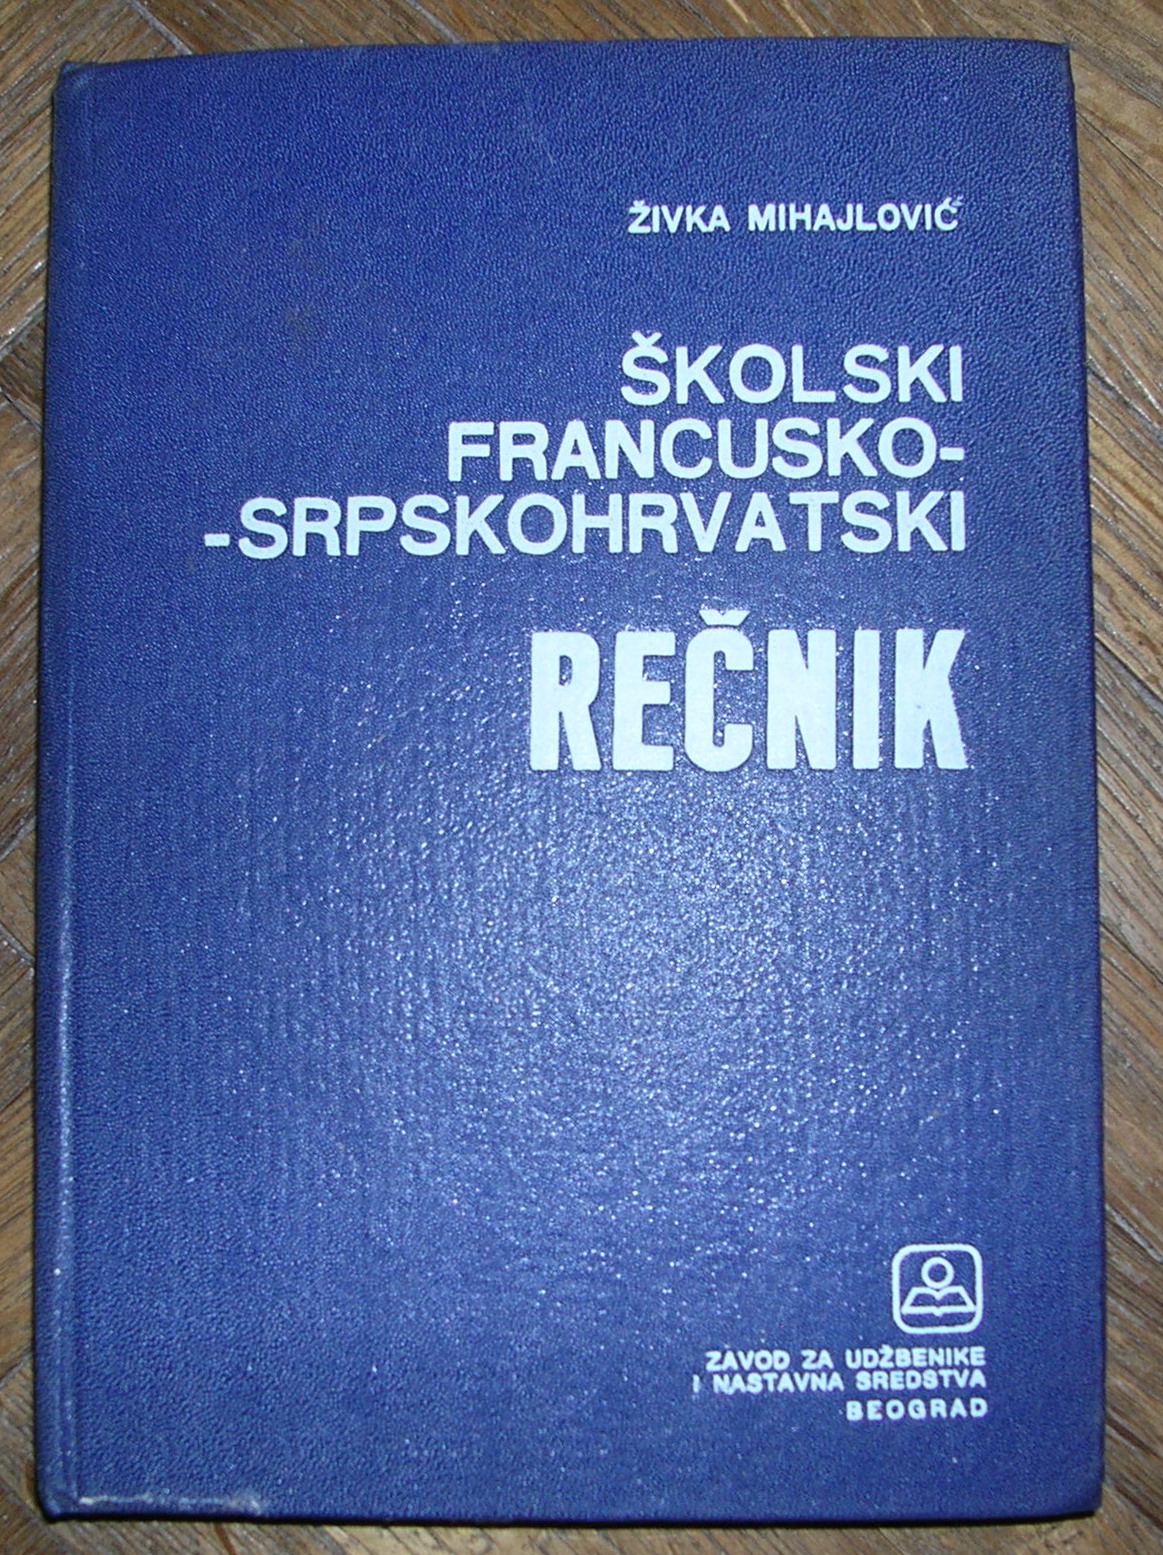 ŽIVKA MIHAJLOVIĆ
ŠKOLSKI
FRANCUSKO-
-SRPSKOHRVATSKI
REČNIK
ZAVOD ZA UDŽBENIKE
I NASTAVNA SREDSTVA
BEOGRAD